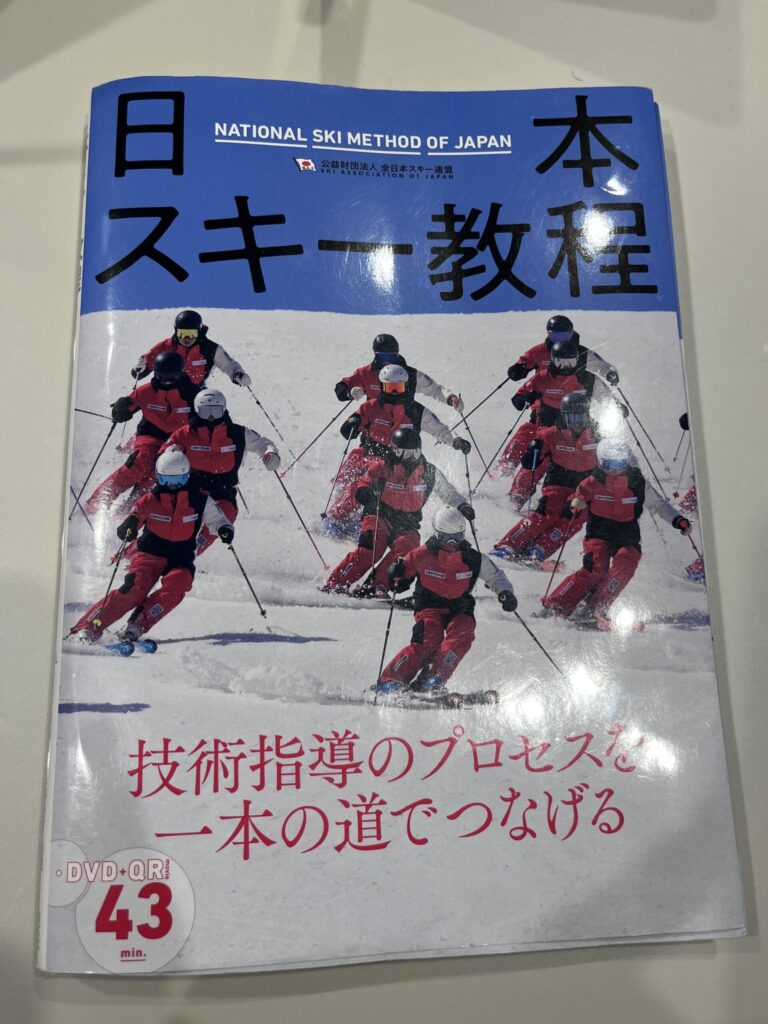 日本
NATIONAL SKI METHOD OF JAPAN
公益財団法人 全日本スキー連盟
SKI ASSOCIATION OF JAPAN
スキー教程
技術指導のプロセスを
一本の道でつなげる
DVD+QR movie
43
min.